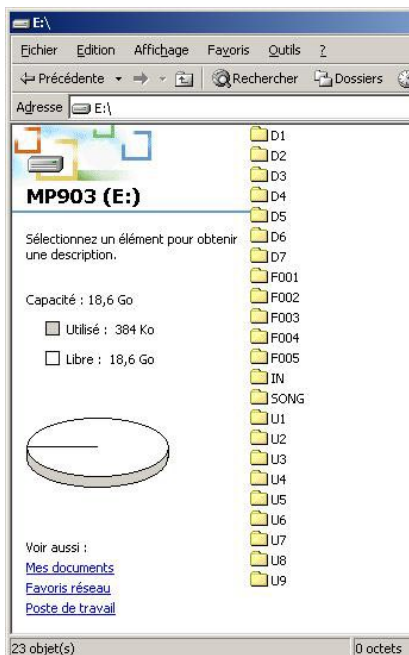 E:\
Fichier Edition Affichage Favoris Outils ?
Précédente Rechercher Dossiers
Adresse E:\
MP903 (E:)
Sélectionnez un élément pour obtenir
une description.
Capacité : 18,6 Go
Utilisé : 384 Ko
Libre : 18,6 Go
Voir aussi :
Mes documents
Favoris réseau
Poste de travail
D1
D2
D3
D4
D5
D6
D7
F001
F002
F003
F004
F005
IN
SONG
U1
U2
U3
U4
U5
U6
U7
U8
U9
23 objet(s)
0 octets